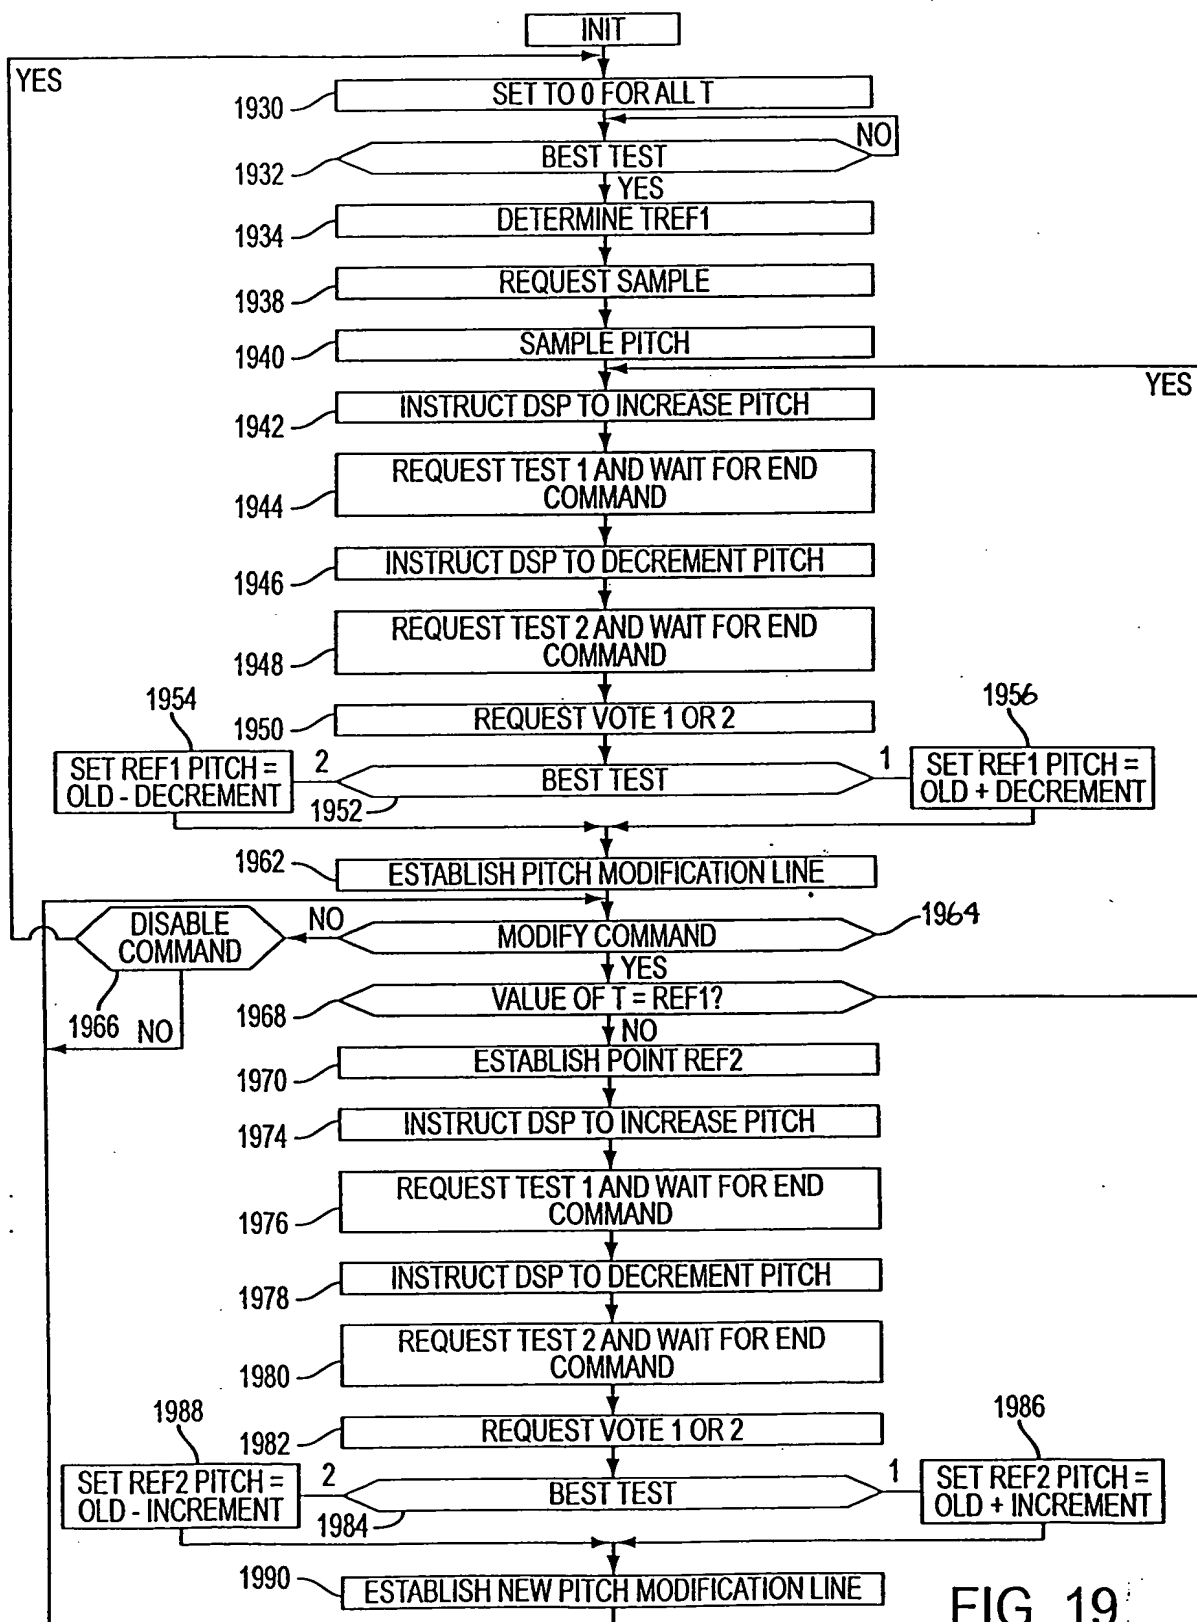 INIT
YES
1930
SET TO 0 FOR ALL T
NO
1932
BEST TEST
YES
1934
DETERMINE TREF1
1938
REQUEST SAMPLE
1940
SAMPLE PITCH
YES
1942
INSTRUCT DSP TO INCREASE PITCH
1944
REQUEST TEST 1 AND WAIT FOR END
COMMAND
1946
INSTRUCT DSP TO DECREMENT PITCH
1948
REQUEST TEST 2 AND WAIT FOR END
COMMAND
1954
1956
1950
REQUEST VOTE 1 OR 2
SET REF1 PITCH =
OLD - DECREMENT
2
BEST TEST
1952
1
SET REF1 PITCH =
OLD + DECREMENT
1962
ESTABLISH PITCH MODIFICATION LINE
DISABLE
COMMAND
NO
MODIFY COMMAND
1964
YES
1966
NO
1968
VALUE OF T = REF1?
NO
1970
ESTABLISH POINT REF2
1974
INSTRUCT DSP TO INCREASE PITCH
1976
REQUEST TEST 1 AND WAIT FOR END
COMMAND
1978
INSTRUCT DSP TO DECREMENT PITCH
1980
REQUEST TEST 2 AND WAIT FOR END
COMMAND
1988
1986
1982
REQUEST VOTE 1 OR 2
SET REF2 PITCH =
OLD - INCREMENT
2
BEST TEST
1984
1
SET REF2 PITCH =
OLD + INCREMENT
1990
ESTABLISH NEW PITCH MODIFICATION LINE
FIG. 19